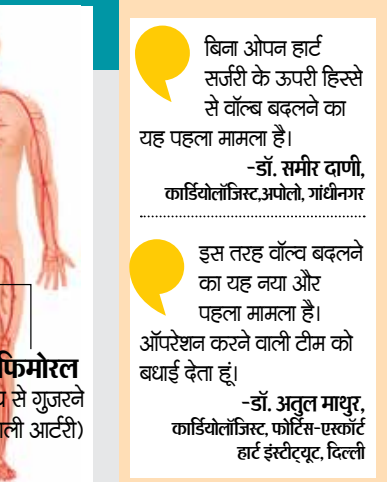 फिमोरल
से गुजरने
आर्टरी)
बिना ओपन हार्ट
सर्जरी के ऊपरी हिस्से
से वॉल्ब बदलने का
यह पहला मामला है।
-डॉ. समीर दाणी,
कार्डियोलॉजिस्ट,अपोलो, गांधीनगर
इस तरह वॉल्व बदलने
का यह नया और
पहला मामला है।
ऑपरेशन करने वाली टीम को
बधाई देता हूं।
-डॉ. अतुल माथुर,
कार्डियोलॉजिस्ट, फोर्टिस-एस्कॉर्ट
हार्ट इंस्टीट्यूट, दिल्ली